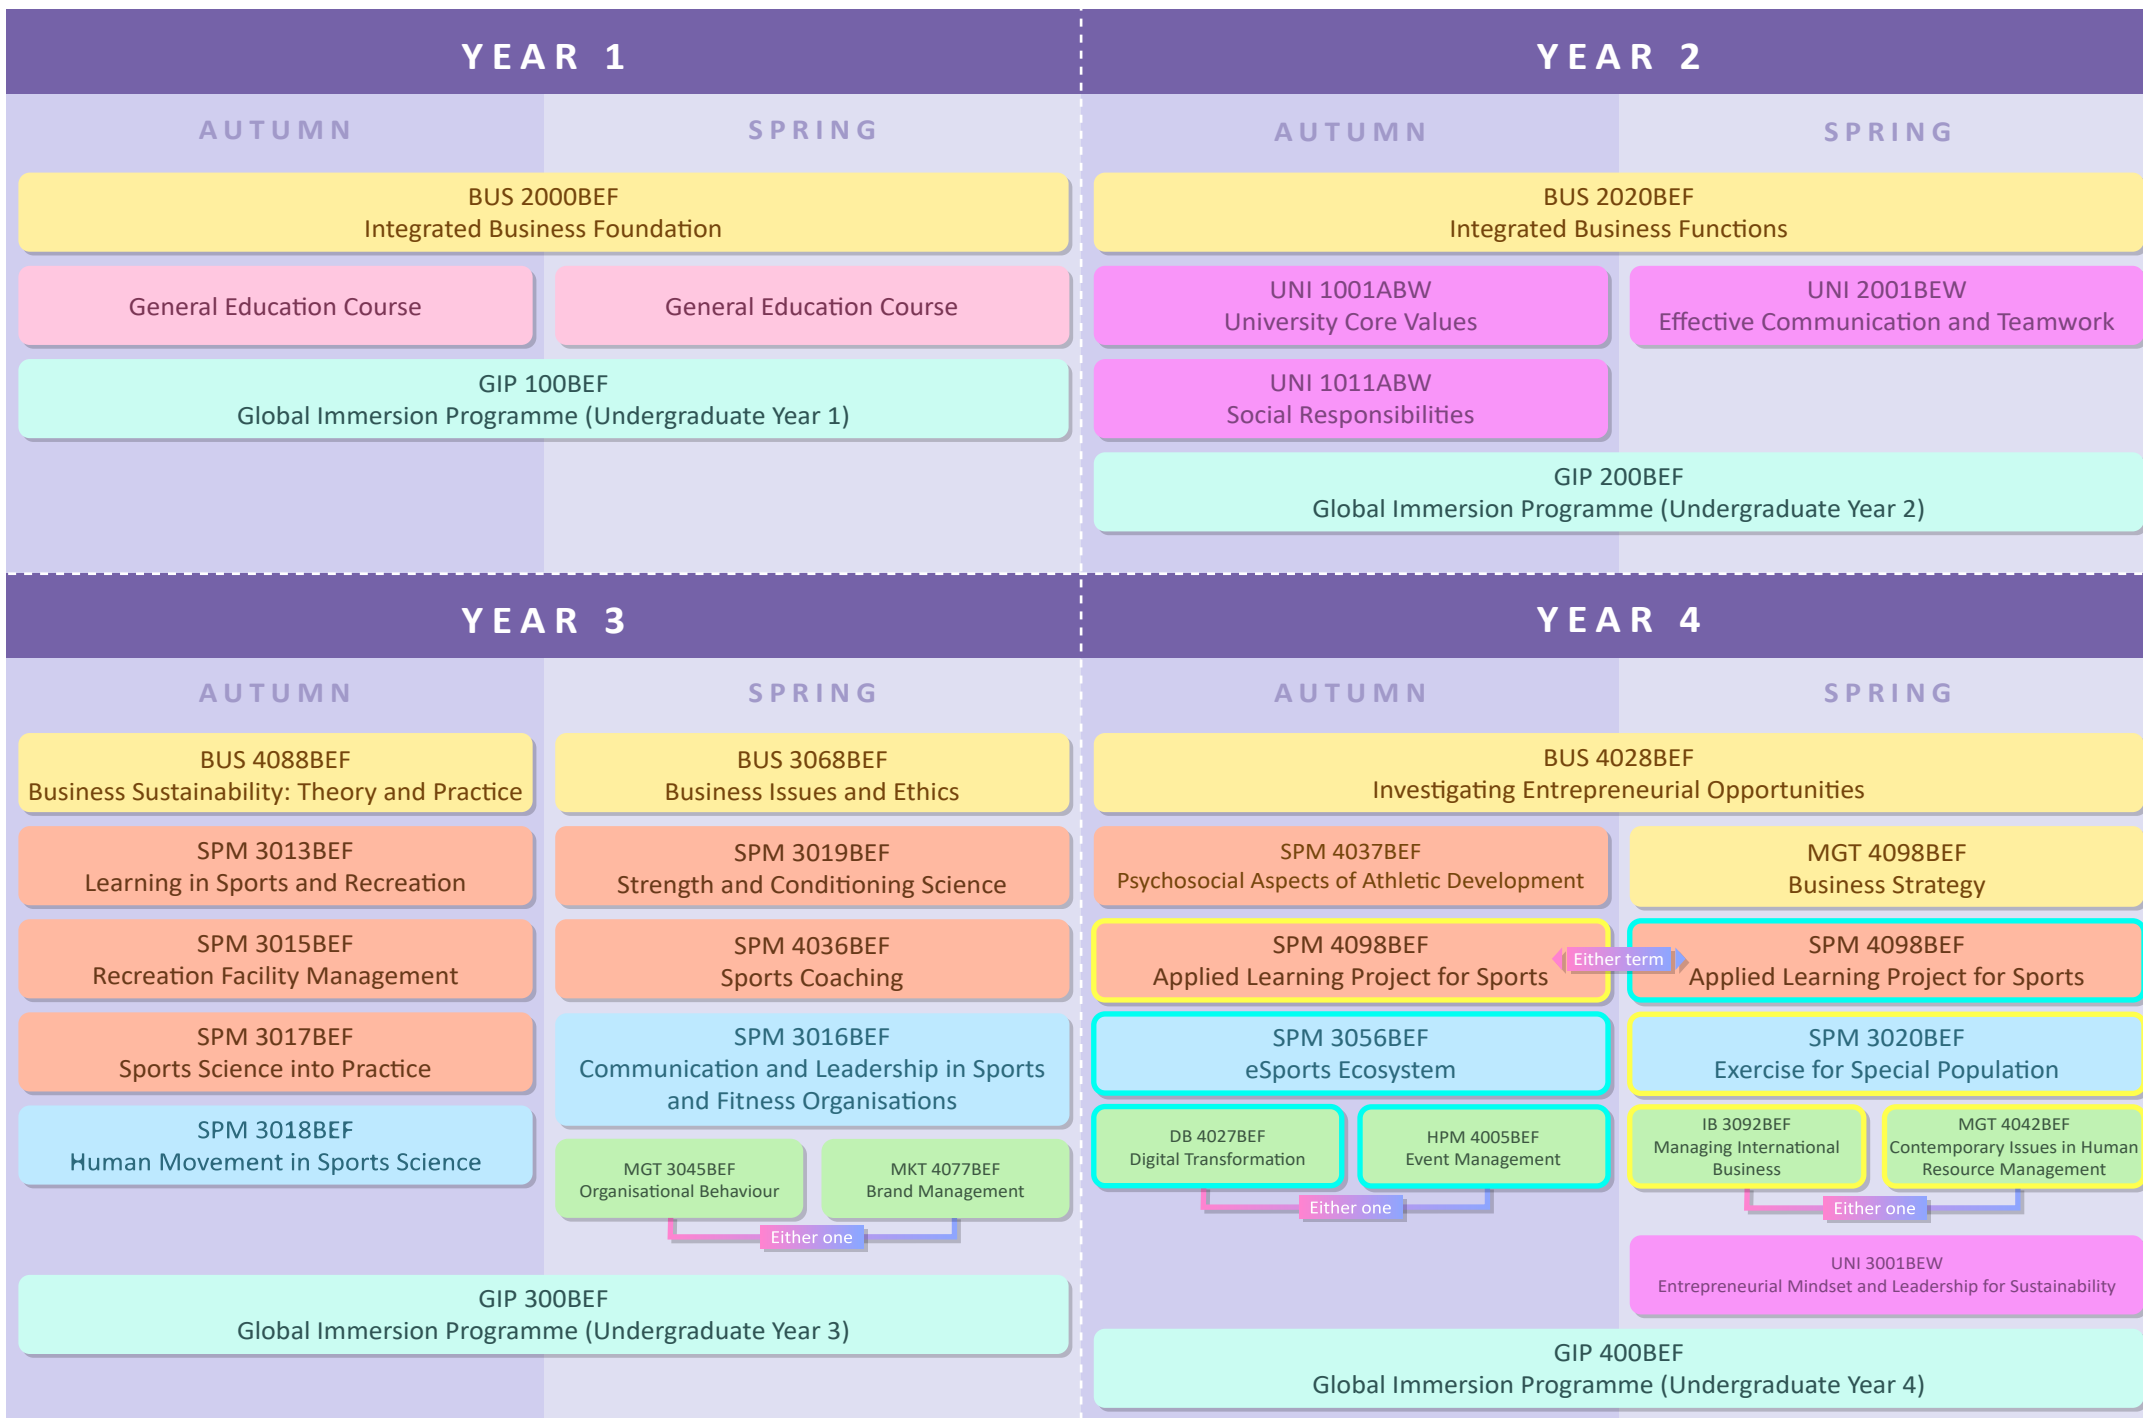 YEAR 1
AUTUMN
SPRING
BUS 2000BEF
Integrated Business Foundation
General Education Course
General Education Course
GIP 100BEF
Global Immersion Programme (Undergraduate Year 1)
YEAR 2
AUTUMN
SPRING
BUS 2020BEF
Integrated Business Functions
UNI 1001ABW
University Core Values
UNI 2001BEW
Effective Communication and Teamwork
UNI 1011ABW
Social Responsibilities
GIP 200BEF
Global Immersion Programme (Undergraduate Year 2)
YEAR 3
AUTUMN
BUS 4088BEF
Business Sustainability: Theory and Practice
SPM 3013BEF
Learning in Sports and Recreation
SPM 3015BEF
Recreation Facility Management
SPM 3017BEF
Sports Science into Practice
SPM 3018BEF
Human Movement in Sports Science
SPRING
BUS 3068BEF
Business Issues and Ethics
SPM 3019BEF
Strength and Conditioning Science
SPM 4036BEF
Sports Coaching
SPM 3016BEF
Communication and Leadership in Sports
and Fitness Organisations
MGT 3045BEF
Organisational Behaviour
MKT 4077BEF
Brand Management
Either one
GIP 300BEF
Global Immersion Programme (Undergraduate Year 3)
YEAR 4
AUTUMN
SPRING
BUS 4028BEF
Investigating Entrepreneurial Opportunities
SPM 4037BEF
Psychosocial Aspects of Athletic Development
MGT 4098BEF
Business Strategy
SPM 4098BEF
Applied Learning Project for Sports
Either term
SPM 4098BEF
Applied Learning Project for Sports
SPM 3056BEF
eSports Ecosystem
SPM 3020BEF
Exercise for Special Population
DB 4027BEF
Digital Transformation
HPM 4005BEF
Event Management
Either one
IB 3092BEF
Managing International
Business
MGT 4042BEF
Contemporary Issues in Human
Resource Management
Either one
UNI 3001BEW
Entrepreneurial Mindset and Leadership for Sustainability
GIP 400BEF
Global Immersion Programme (Undergraduate Year 4)